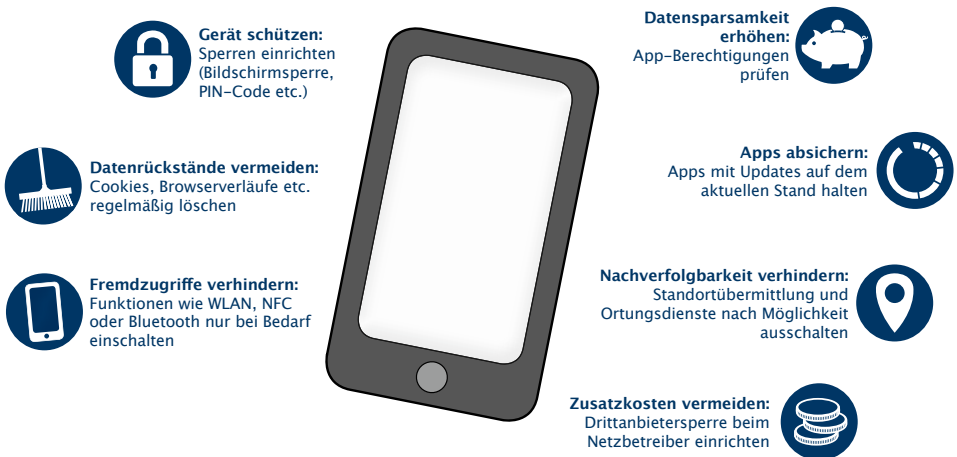 Gerät schützen:
Sperren einrichten
(Bildschirmsperre,
PIN-Code etc.)
Datenrückstände vermeiden:
Cookies, Browserverläufe etc.
regelmäßig löschen
Fremdzugriffe verhindern:
Funktionen wie WLAN, NFC
oder Bluetooth nur bei Bedarf
einschalten
Datensparsamkeit
erhöhen:
App-Berechtigungen
prüfen
Apps absichern:
Apps mit Updates auf dem
aktuellen Stand halten
Nachverfolgbarkeit verhindern:
Standortübermittlung und
Ortungsdienste nach Möglichkeit
ausschalten
Zusatzkosten vermeiden:
Drittanbietersperre beim
Netzbetreiber einrichten